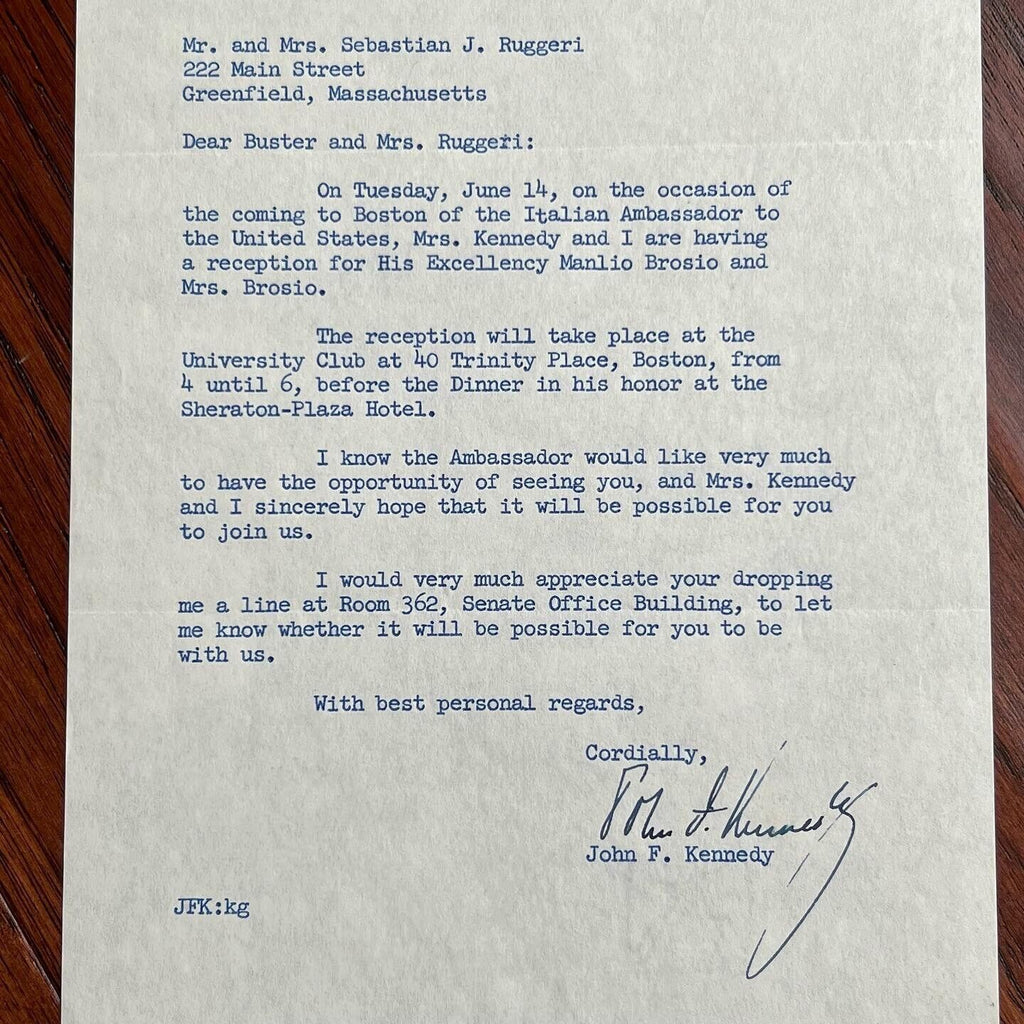 Mr. and Mrs. Sebastian J. Ruggeri
222 Main Street
Greenfield, Massachusetts
Dear Buster and Mrs. Ruggeri:
On Tuesday, June 14, on the occasion of
the coming to Boston of the Italian Ambassador to
the United States, Mrs. Kennedy and I are having
a reception for His Excellency Manlio Brosio and
Mrs. Brosio.
The reception will take place at the
University Club at 40 Trinity Place, Boston, from
4 until 6, before the Dinner in his honor at the
Sheraton-Plaza Hotel.
I know the Ambassador would like very much
to have the opportunity of seeing you, and Mrs. Kennedy
and I sincerely hope that it will be possible for you
to join us.
I would very much appreciate your dropping
me a line at Room 362, Senate Office Building, to let
me know whether it will be possible for you to be
with us.
With best personal regards,
Cordially,
John F. Kennedy
John F. Kennedy
JFK:kg